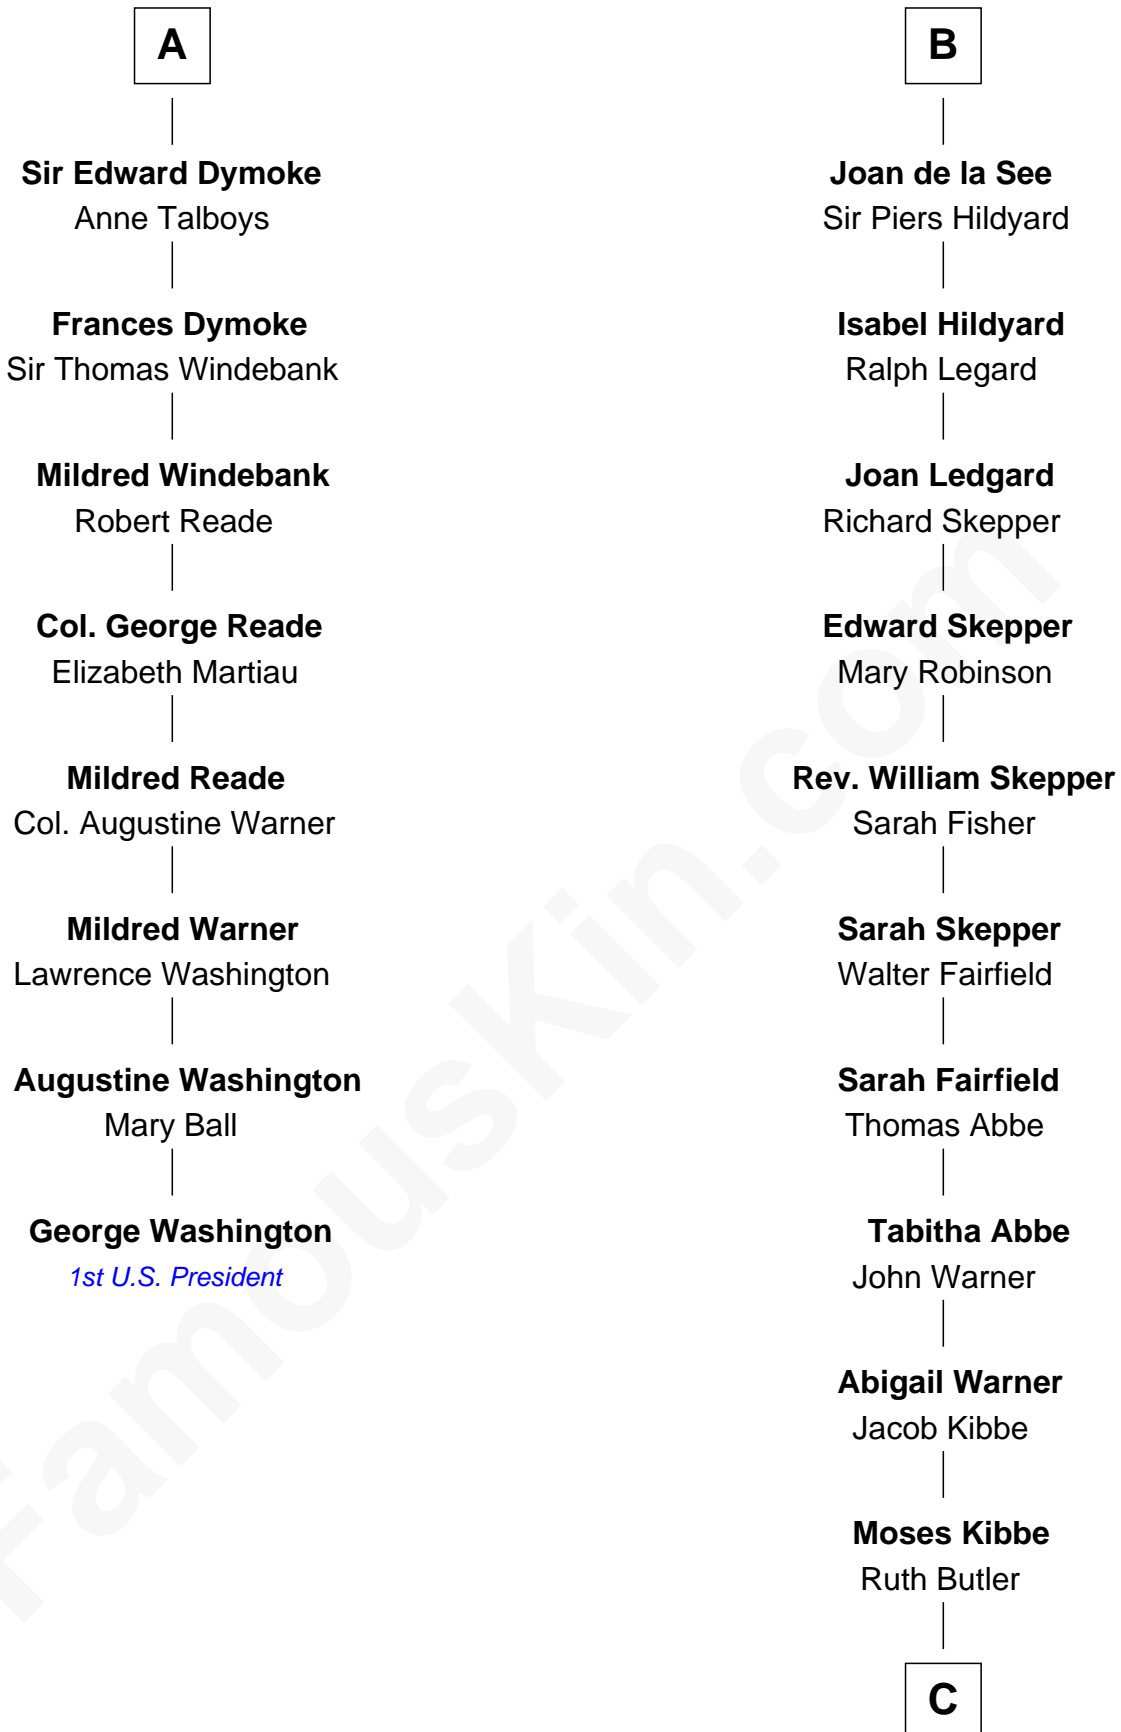 A
Sir Edward Dymoke
Anne Talboys
Frances Dymoke
Sir Thomas Windebank
Mildred Windebank
Robert Reade
Col. George Reade
Elizabeth Martiau
Mildred Reade
Col. Augustine Warner
Mildred Warner
Lawrence Washington
Augustine Washington
Mary Ball
George Washington
1st U.S. President
B
Joan de la See
Sir Piers Hildyard
Isabel Hildyard
Ralph Legard
Joan Ledgard
Richard Skepper
Edward Skepper
Mary Robinson
Rev. William Skepper
Sarah Fisher
Sarah Skepper
Walter Fairfield
Sarah Fairfield
Thomas Abbe
Tabitha Abbe
John Warner
Abigail Warner
Jacob Kibbe
Moses Kibbe
Ruth Butler
C
FamousKin.com